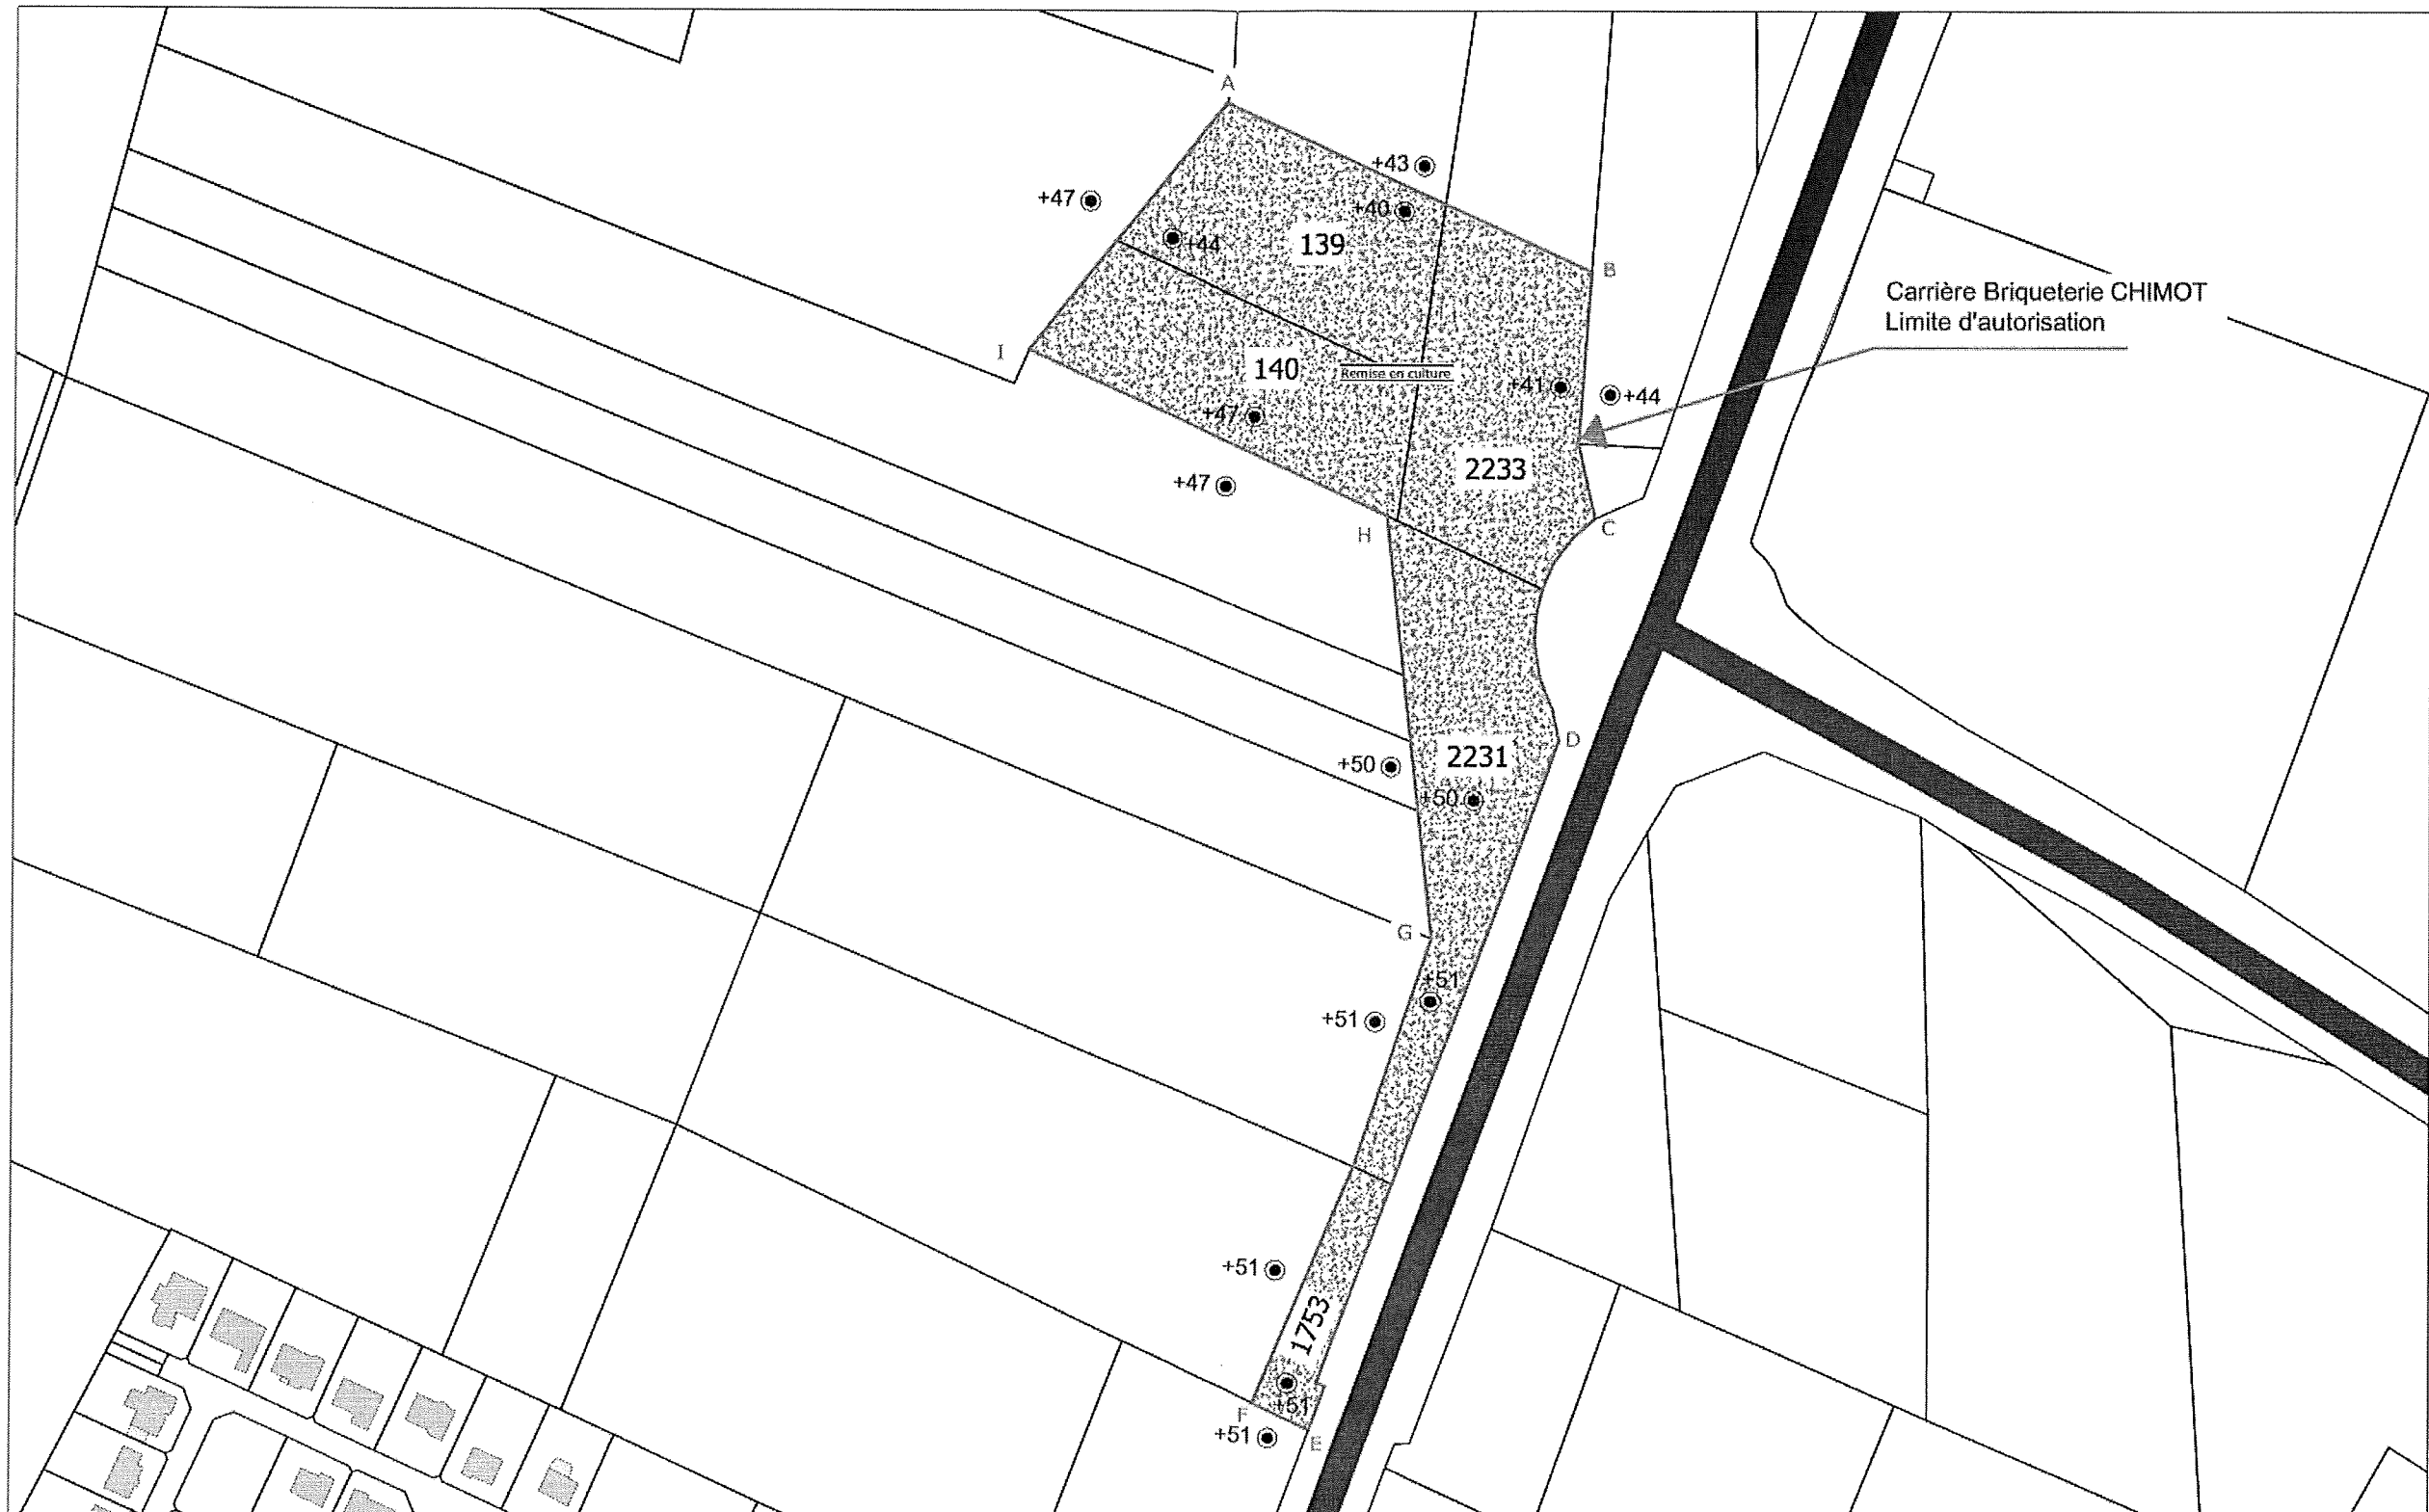 A
+43
+47
+40
+44
139
B
Carrière Briqueterie CHIMOT
Limite d'autorisation
I
140
Remise en culture
+41
+44
+47
2233
+47
C
H
D
2231
+50
+50
G
+51
+51
+51
1753
+51
F
+51
E